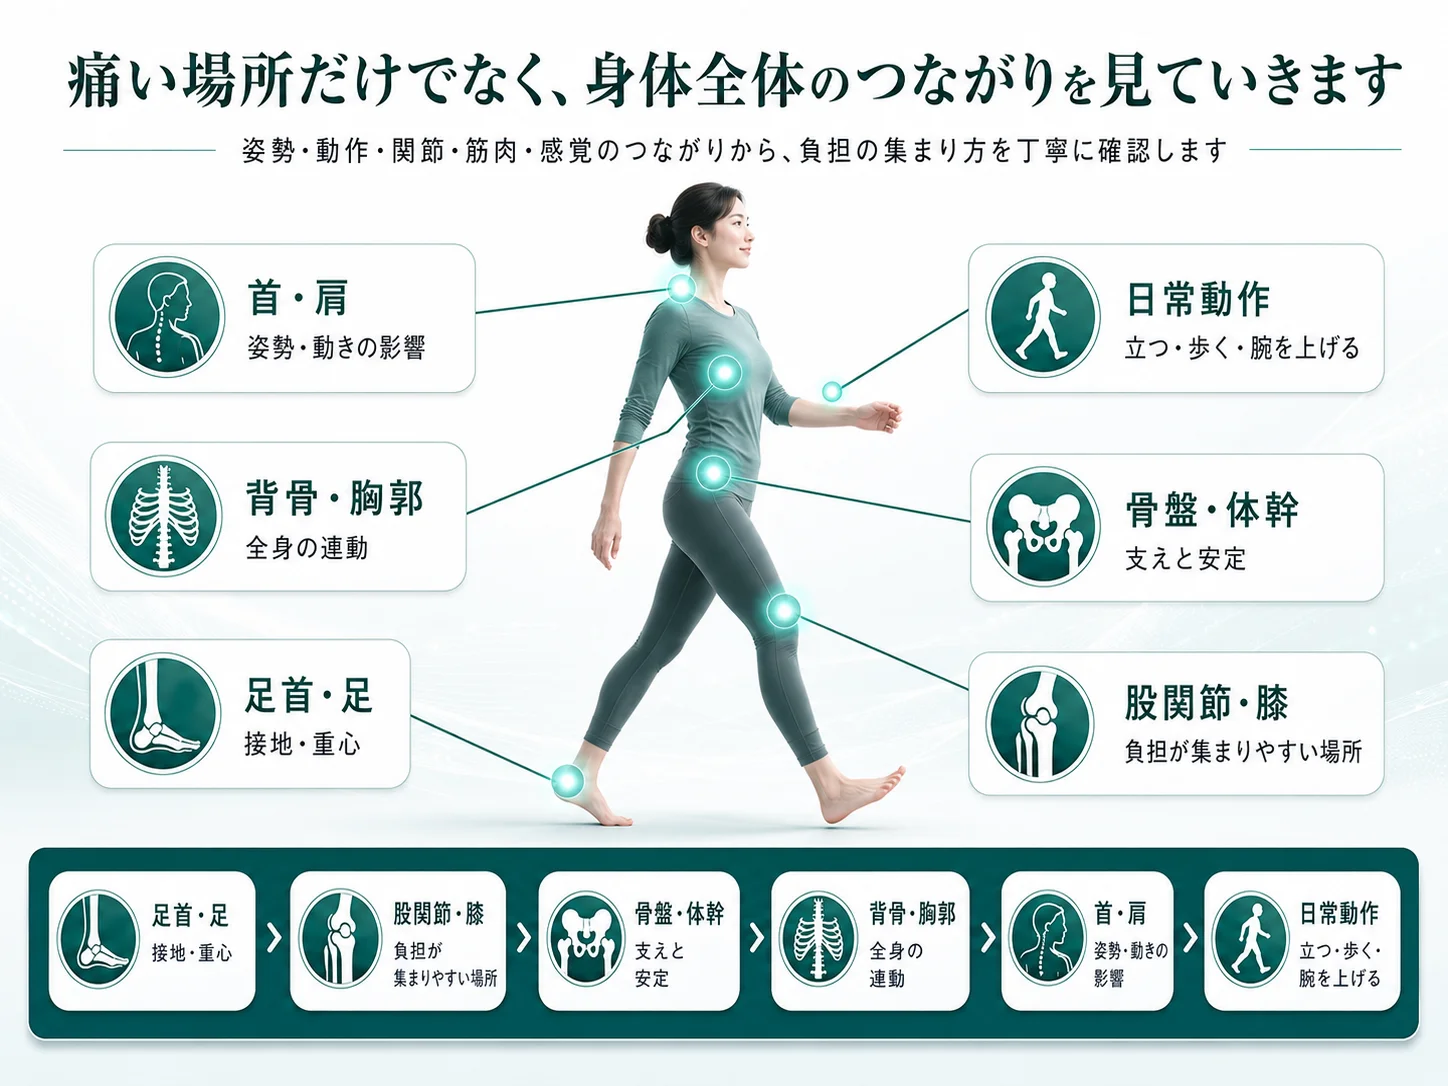 痛い場所だけでなく、身体全体のつながりを見ていきます
姿勢・動作・関節・筋肉・感覚のつながりから、負担の集まり方を丁寧に確認します
首・肩
姿勢・動きの影響
背骨・胸郭
全身の連動
足首・足
接地・重心
日常動作
立つ・歩く・腕を上げる
骨盤・体幹
支えと安定
股関節・膝
負担が集まりやすい場所
足首・足
接地・重心
股関節・膝
負担が
集まりやすい場所
骨盤・体幹
支えと
安定
背骨・胸郭
全身の
連動
首・肩
姿勢・動きの
影響
日常動作
立つ・歩く・
腕を上げる